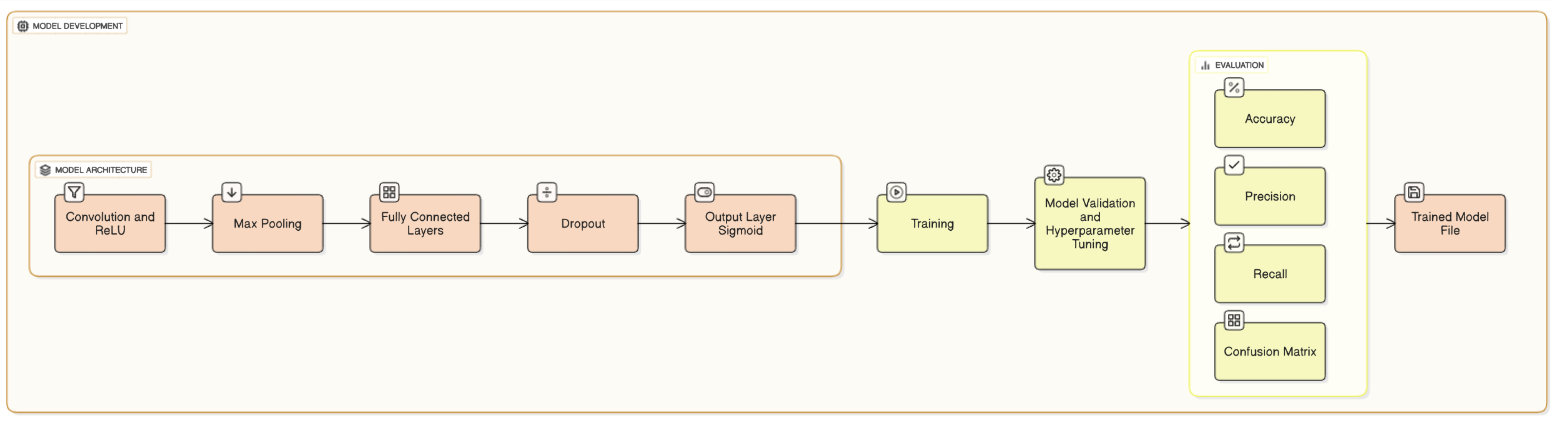 MODEL DEVELOPMENT
MODEL ARCHITECTURE
Convolution and
ReLU
Max Pooling
Fully Connected
Layers
Dropout
Output Layer
Sigmoid
Training
Model Validation
and
Hyperparameter
Tuning
EVALUATION
Accuracy
Precision
Recall
Confusion Matrix
Trained Model
File